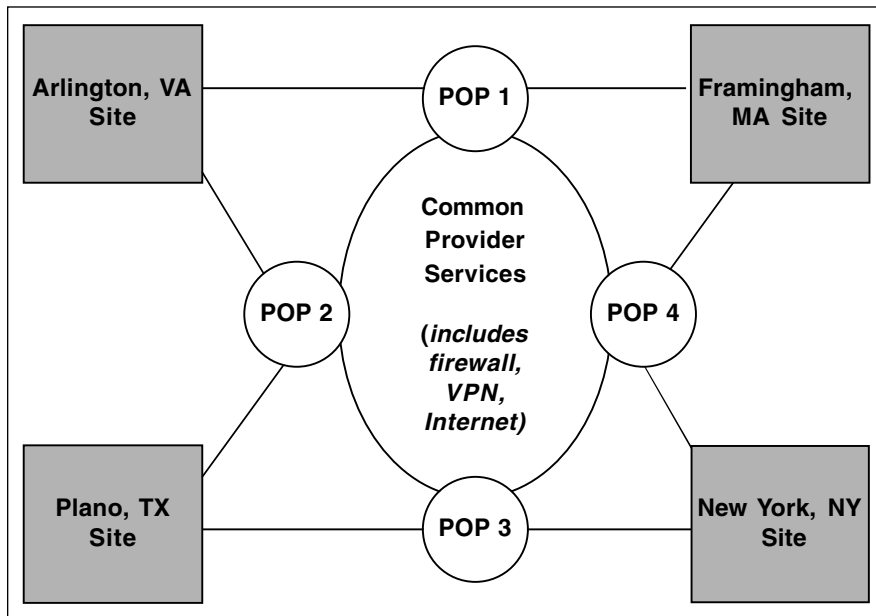 Arlington, VA
Site
POP 1
Framingham,
MA Site
Common
Provider
Services
(includes
firewall,
VPN,
Internet)
POP 2
POP 4
Plano, TX
Site
POP 3
New York, NY
Site